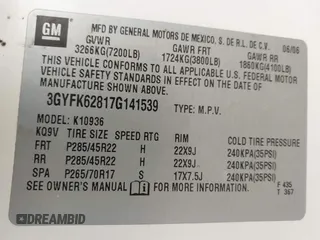 GM
MFD BY GENERAL MOTORS DE MEXICO, S. DE R.L. DE C.V.
GVWR GAWR FRT GAWR RR 06/06
3266KG(7200LB) 1724KG(3800LB) 1860KG(4100LB)
THIS VEHICLE CONFORMS TO ALL APPLICABLE U.S. FEDERAL MOTOR
VEHICLE SAFETY STANDARDS IN EFFECT ON THE DATE OF
MANUFACTURE SHOWN ABOVE.
3GYFK62817G141539 TYPE: M.P.V.
MODEL: K10936
KQ9V TIRE SIZE SPEED RTG RIM COLD TIRE PRESSURE
FRT P285/45R22 H 22X9J 240KPA(35PSI)
RR P285/45R22 H 22X9J 240KPA(35PSI)
SPA P265/70R17 S 17X7.5J 240KPA(35PSI)
SEE OWNER'S MANUAL FOR MORE INFORMATION. F 435
T 367
DREAMBID